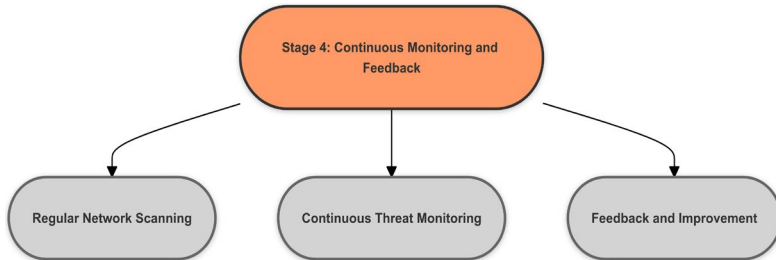 Stage 4: Continuous Monitoring and
Feedback
Regular Network Scanning
Continuous Threat Monitoring
Feedback and Improvement